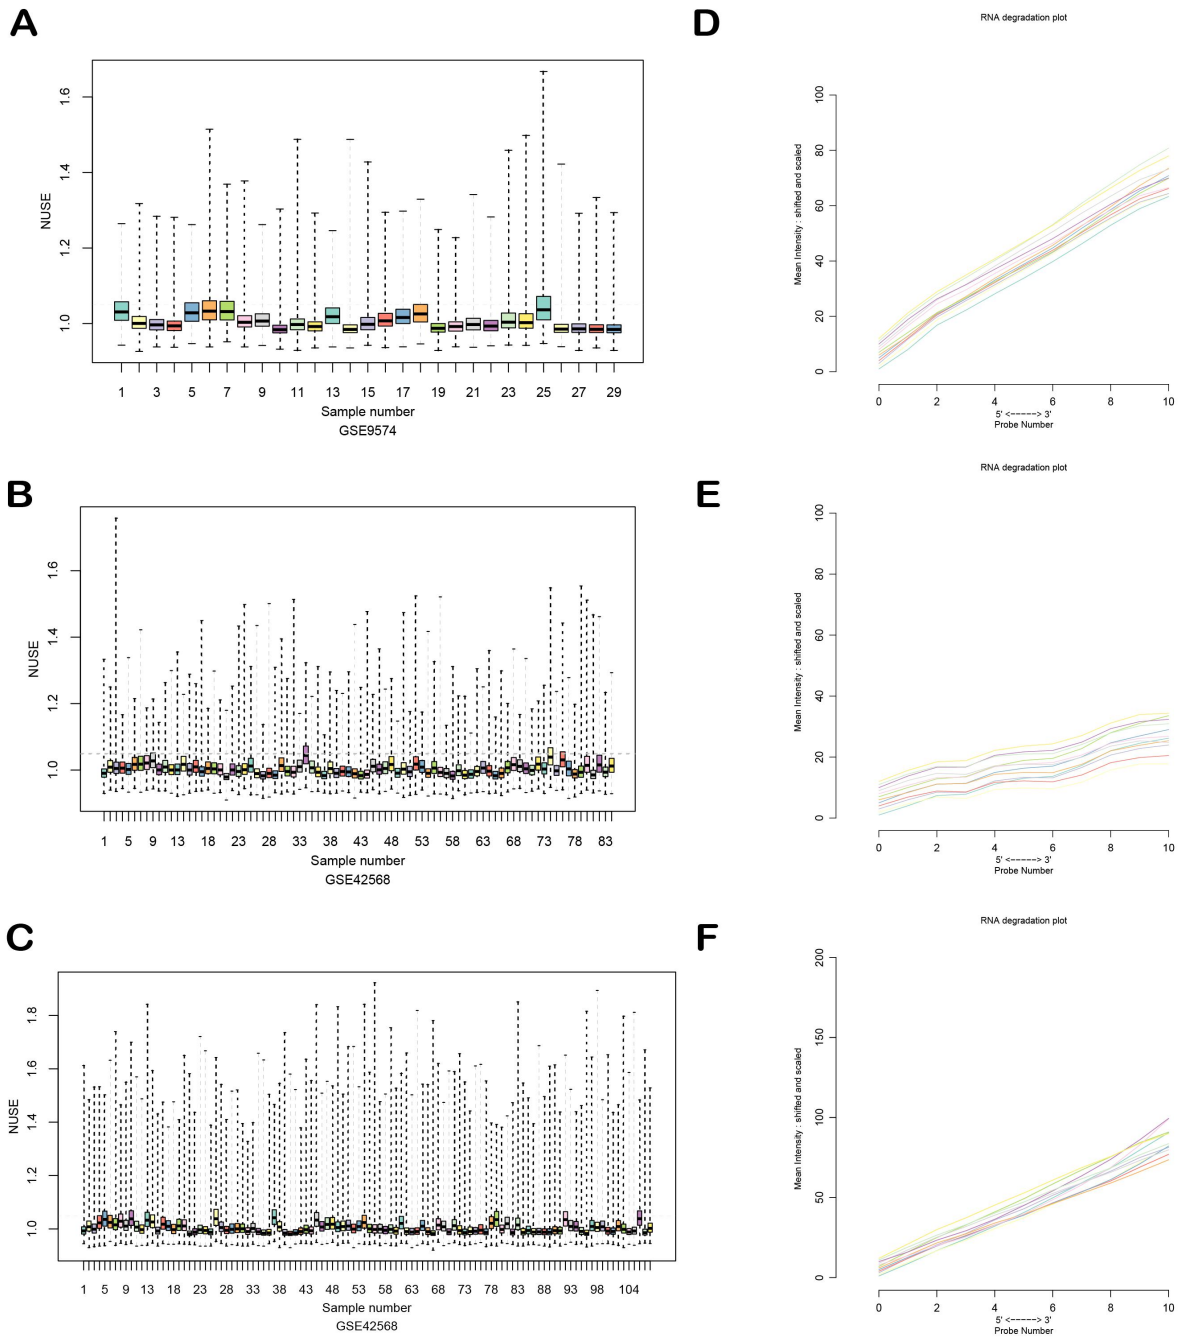 A
NUSE
1.6
1.4
1.2
1.0
1 3 5 7 9 11 13 15 17 19 21 23 25 27 29
Sample number
GSE9574
D
RNA degradation plot
Mean Intensity : shifted and scaled
100
80
60
40
20
0
0 2 4 6 8 10
5' <-----> 3'
Probe Number
B
NUSE
1.6
1.4
1.2
1.0
1 5 9 13 18 23 28 33 38 43 48 53 58 63 68 73 78 83
Sample number
GSE42568
E
RNA degradation plot
Mean Intensity : shifted and scaled
100
80
60
40
20
0
0 2 4 6 8 10
5' <-----> 3'
Probe Number
C
NUSE
1.8
1.6
1.4
1.2
1.0
1 5 9 13 18 23 28 33 38 43 48 53 58 63 68 73 78 83 88 93 98 104
Sample number
GSE42568
F
RNA degradation plot
Mean Intensity : shifted and scaled
200
150
100
50
0
0 2 4 6 8 10
5' <-----> 3'
Probe Number